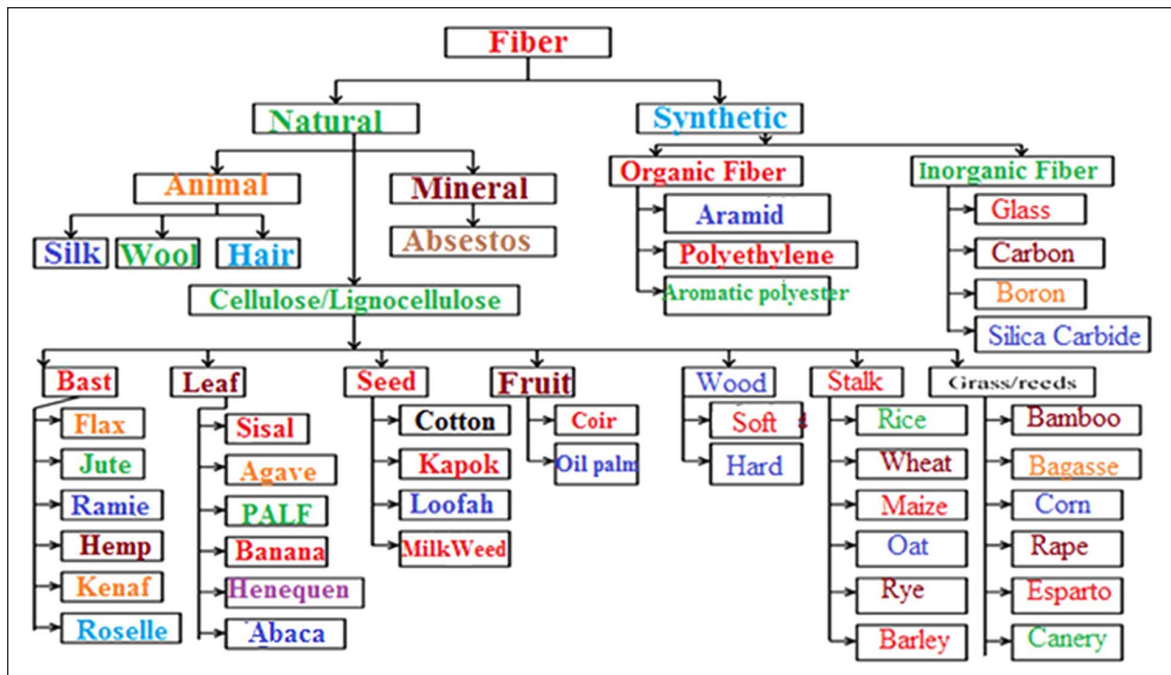 Fiber
Natural
Synthetic
Animal
Mineral
Organic Fiber
Inorganic Fiber
Silk
Wool
Hair
Absestos
Aramid
Polyethylene
Aromatic polyester
Glass
Carbon
Boron
Silica Carbide
Cellulose/Lignocellulose
Bast
Leaf
Seed
Fruit
Wood
Stalk
Grass/reeds
Flax
Jute
Ramie
Hemp
Kenaf
Roselle
Sisal
Agave
PALF
Banana
Henequen
Abaca
Cotton
Kapok
Loofah
MilkWeed
Coir
Oil palm
Soft
Hard
Rice
Wheat
Maize
Oat
Rye
Barley
Bamboo
Bagasse
Corn
Rape
Esparto
Canery